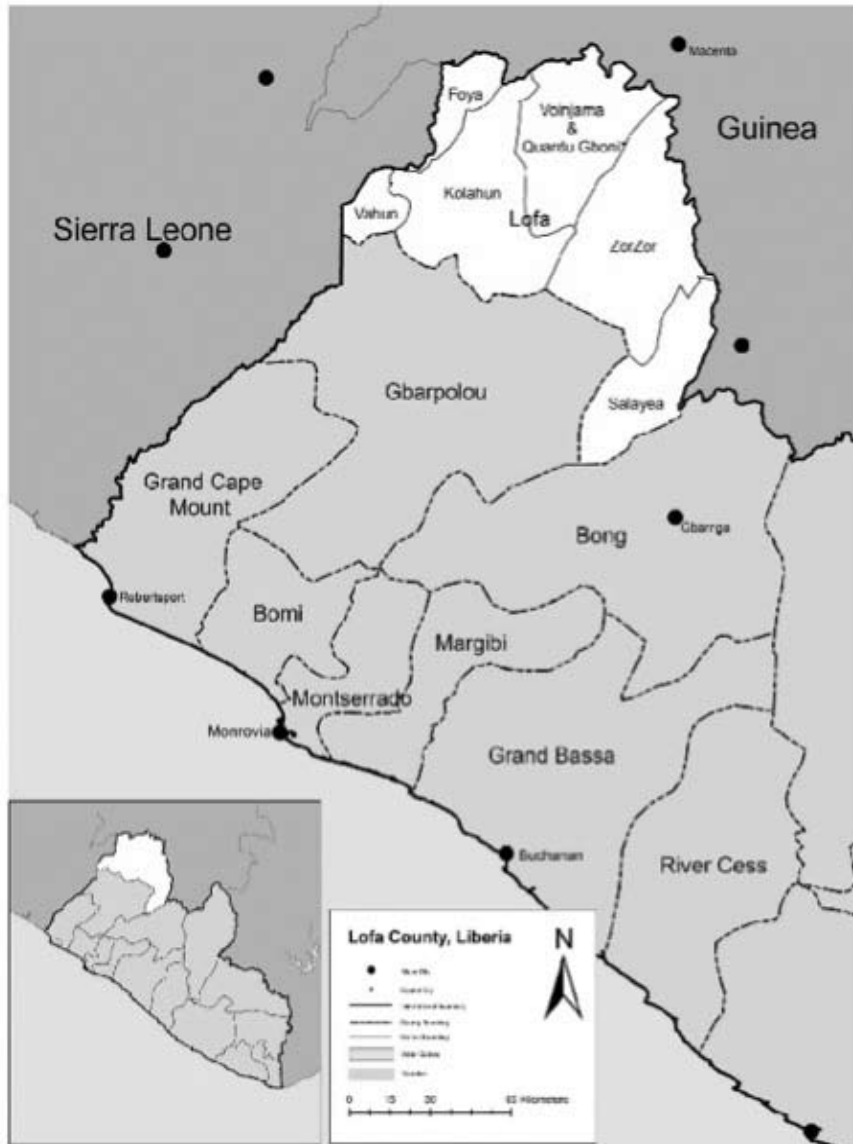 Macenta
Foya
Voinjama
&
Quardu Gboni
Guinea
Kolahun
Vahun
Lofa
Sierra Leone
ZorZor
Gbarpolou
Salayea
Grand Cape
Mount
Bong
Gbarnga
Robertsport
Bomi
Margibi
Montserrado
Monrovia
Grand Bassa
Buchanan
River Cess
Lofa County, Liberia
N
0 15 30 60 Kilometers